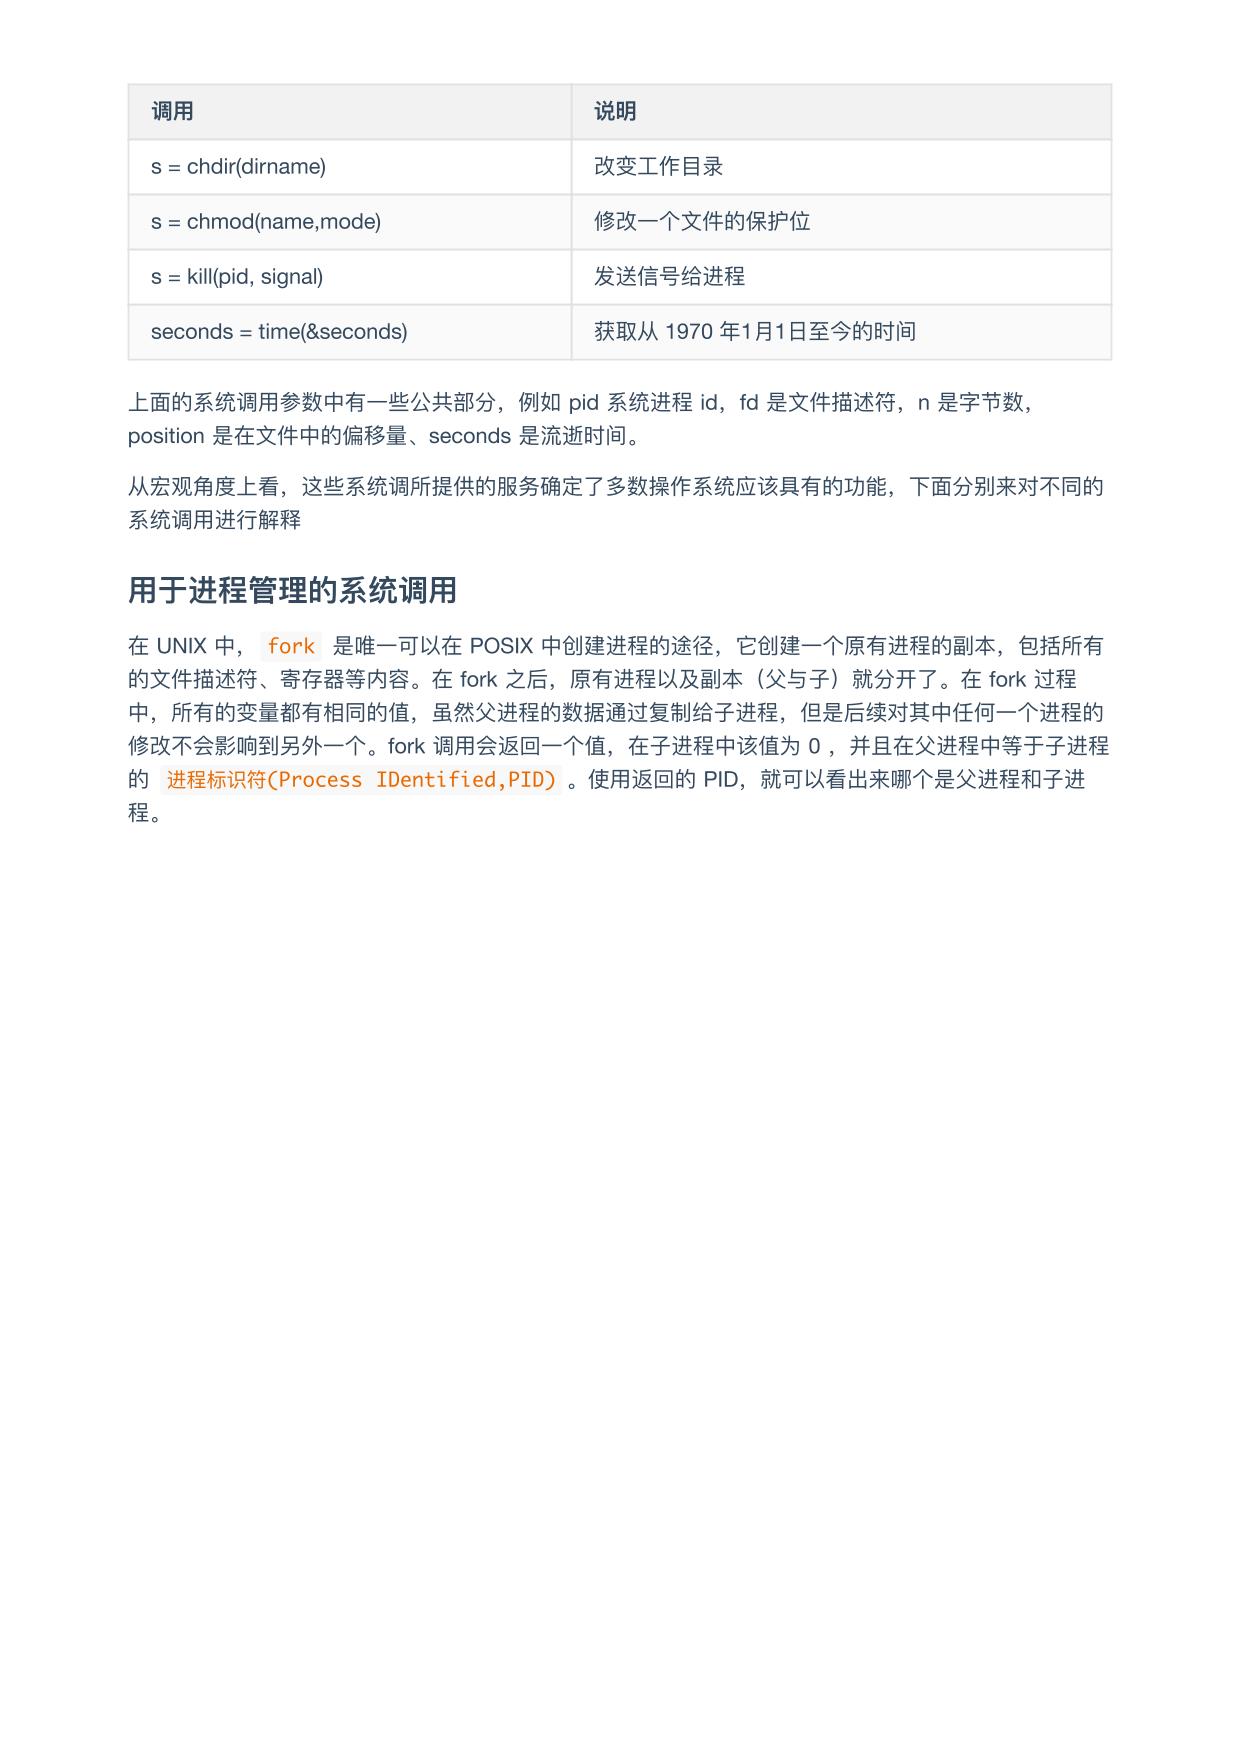 调用 说明
s = chdir(dirname) 改变工作目录
s = chmod(name,mode) 修改一个文件的保护位
s = kill(pid, signal) 发送信号给进程
seconds = time(&seconds) 获取从 1970 年1月1日至今的时间
上面的系统调用参数中有一些公共部分，例如 pid 系统进程 id，fd 是文件描述符，n 是字节数，
position 是在文件中的偏移量、seconds 是流逝时间。
从宏观角度上看，这些系统调所提供的服务确定了多数操作系统应该具有的功能，下面分别来对不同的
系统调用进行解释
用于进程管理的系统调用
在 UNIX 中， fork 是唯一可以在 POSIX 中创建进程的途径，它创建一个原有进程的副本，包括所有
的文件描述符、寄存器等内容。在 fork 之后，原有进程以及副本（父与子）就分开了。在 fork 过程
中，所有的变量都有相同的值，虽然父进程的数据通过复制给子进程，但是后续对其中任何一个进程的
修改不会影响到另外一个。fork 调用会返回一个值，在子进程中该值为 0 ，并且在父进程中等于子进程
的 进程标识符(Process IDentified,PID) 。使用返回的 PID，就可以看出来哪个是父进程和子进
程。